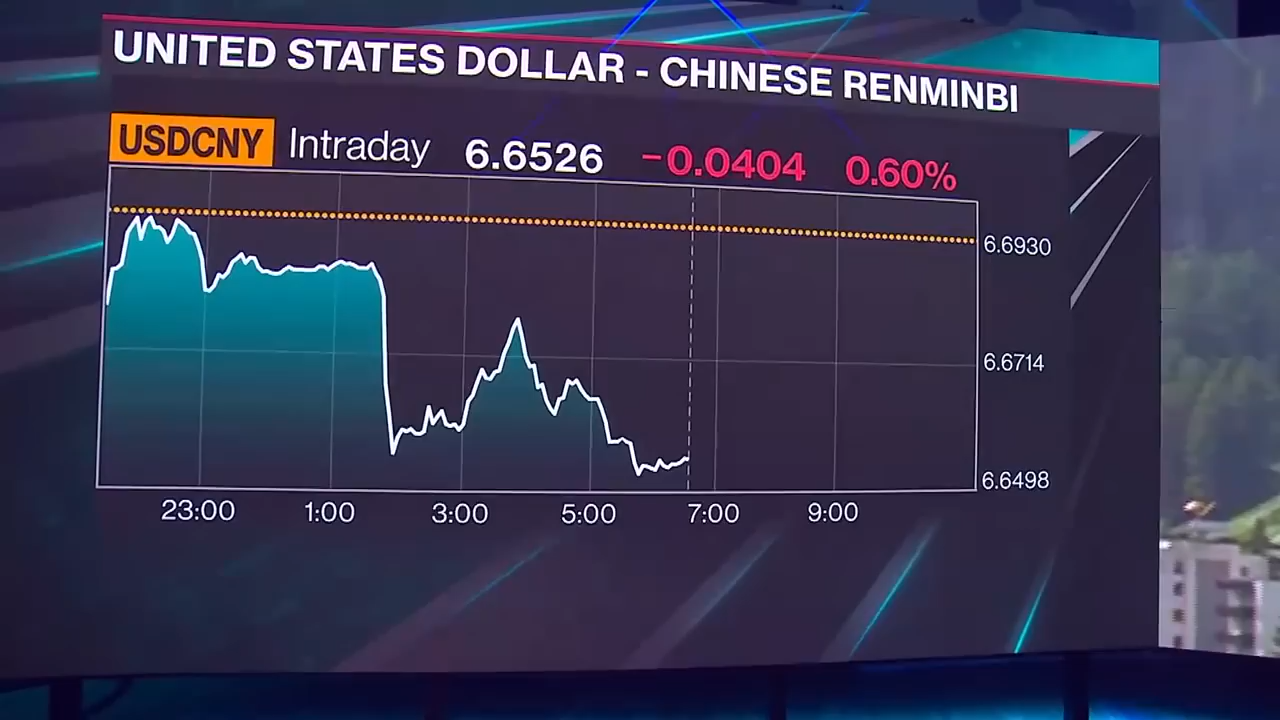 UNITED STATES DOLLAR - CHINESE RENMINBI
USDCNY Intraday 6.6526 -0.0404 0.60%
6.6930
6.6714
6.6498
23:00 1:00 3:00 5:00 7:00 9:00